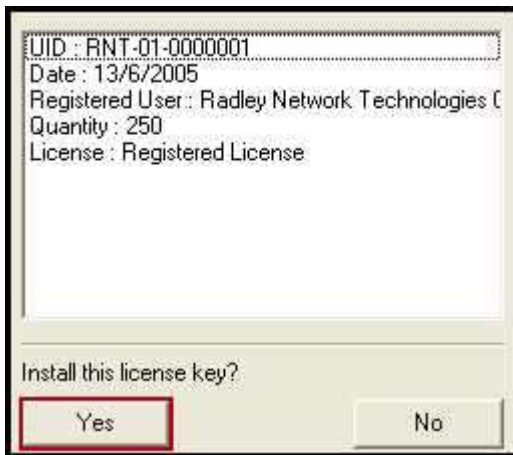 UID : RNT-01-0000001
Date : 13/6/2005
Registered User : Radley Network Technologies
Quantity : 250
License : Registered License
Install this license key?
Yes
No